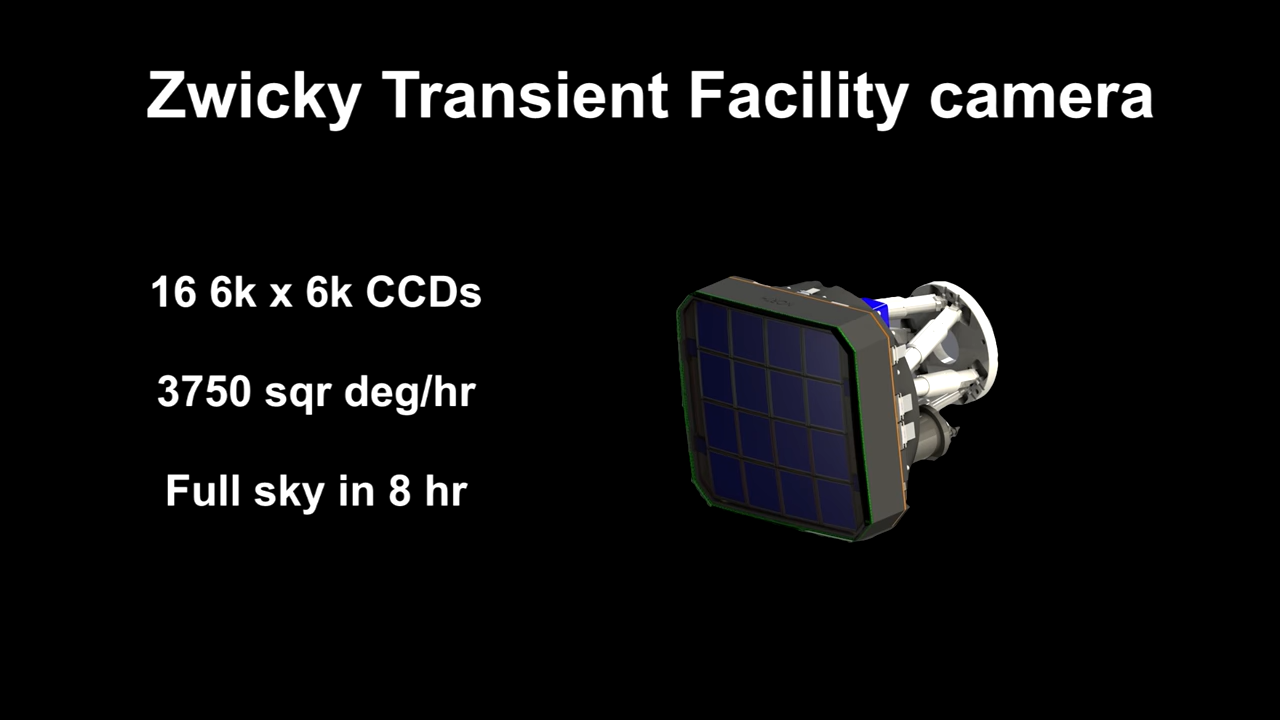 Zwicky Transient Facility camera
16 6k x 6k CCDs
3750 sqr deg/hr
Full sky in 8 hr